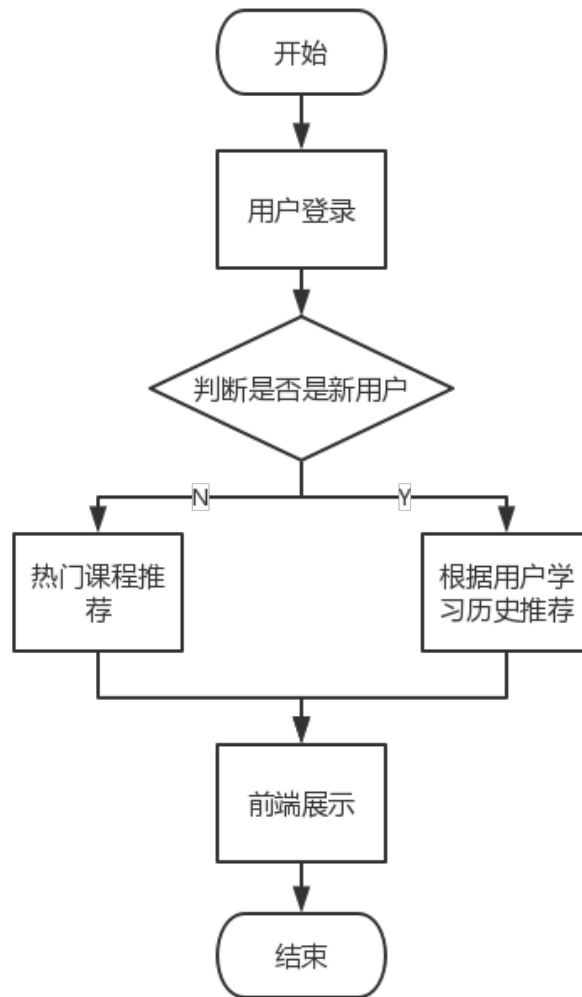 开始
用户登录
判断是否是新用户
N
Y
热门课程推
荐
根据用户学
习历史推荐
前端展示
结束